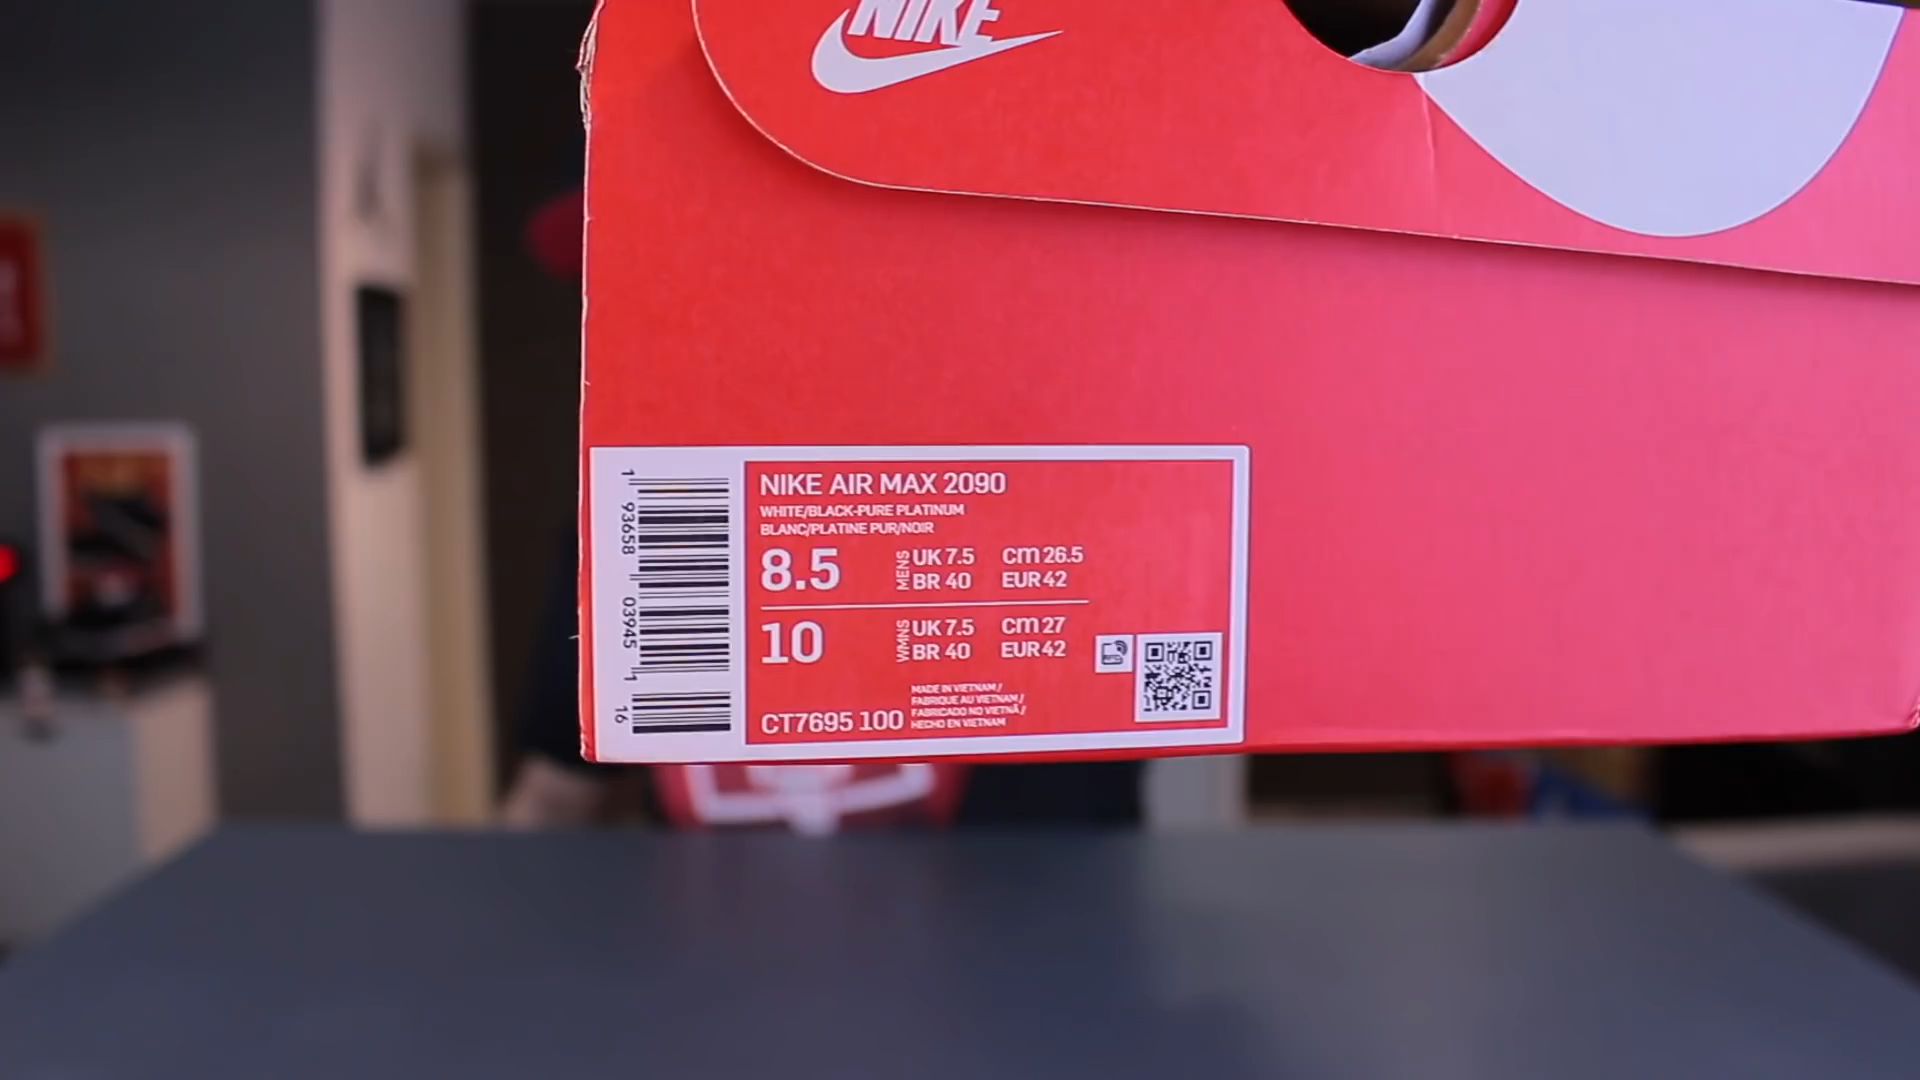 NIKE
NIKE AIR MAX 2090
WHITE/BLACK-PURE PLATINUM
BLANC/PLATINE PUR/NOIR
8.5 MENS UK 7.5 cm 26.5
BR 40 EUR 42
10 WMNS UK 7.5 cm 27
BR 40 EUR 42
MADE IN VIETNAM /
FABRIQUE AU VIETNAM /
FABRICADO NO VIETNÃ /
HECHO EN VIETNAM
CT7695 100
1 93658 03945 1
16